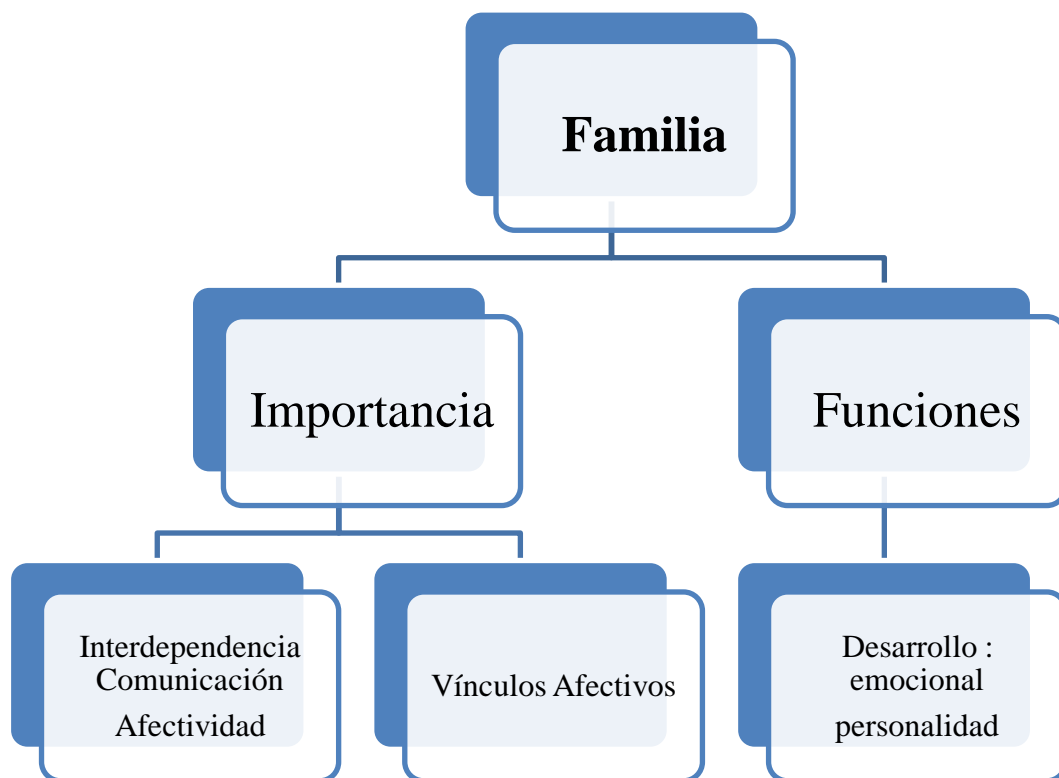 Familia
Importancia
Funciones
Interdependencia
Comunicación
Afectividad
Vínculos Afectivos
Desarrollo :
emocional
personalidad